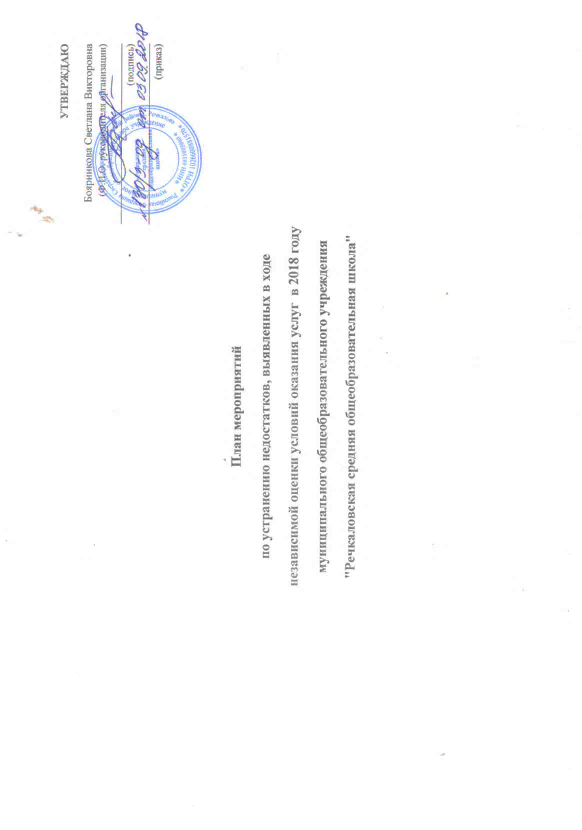 УТВЕРЖДАЮ
Бояринкова Светлана Викторовна
(Ф.И.О. руководителя организации)
(подпись)
03.09.2018
(приказ)
План мероприятий
по устранению недостатков, выявленных в ходе
независимой оценки условий оказания услуг в 2018 году
муниципального общеобразовательного учреждения
"Речкаловская средняя общеобразовательная школа"